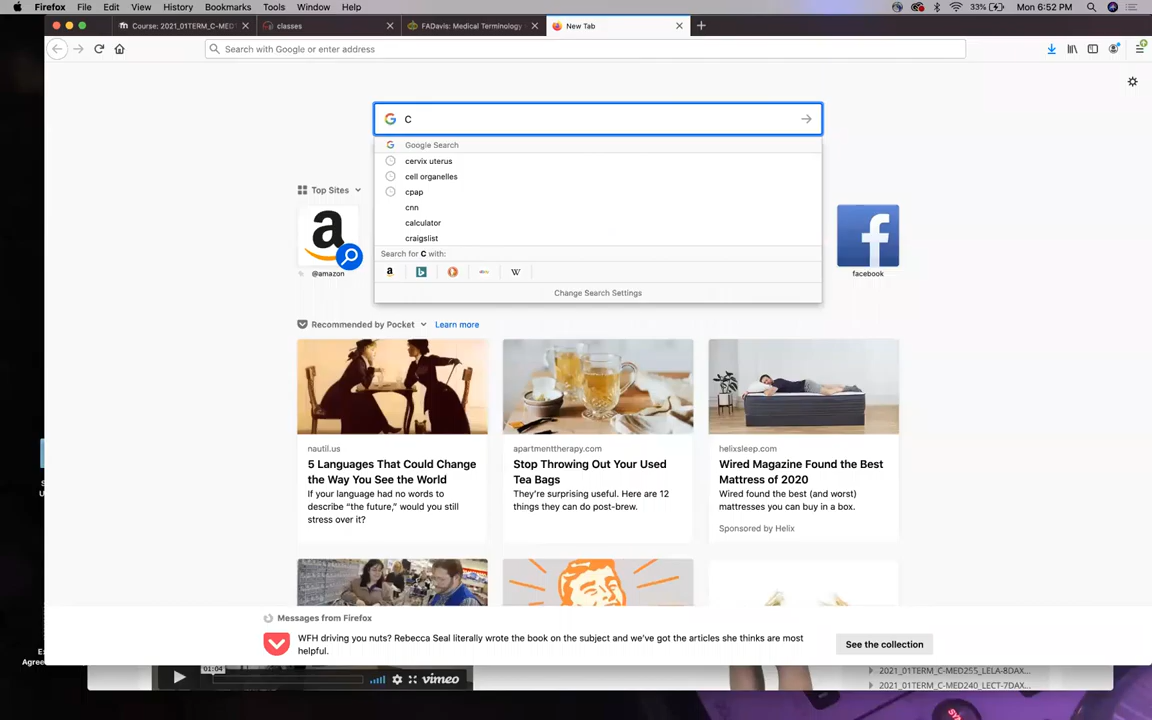 Firefox File Edit View History Bookmarks Tools Window Help 33% Mon 6:52 PM
Course: 2021_01TERM_C-MED classes FADavis: Medical Terminology New Tab
Search with Google or enter address
C
Google Search
cervix uterus
cell organelles
cpap
cnn
calculator
craigslist
Search for C with:
Change Search Settings
Top Sites
@amazon
facebook
Recommended by Pocket Learn more
nautil.us
5 Languages That Could Change
the Way You See the World
If your language had no words to
describe “the future,” would you still
stress over it?
apartmenttherapy.com
Stop Throwing Out Your Used
Tea Bags
They’re surprising useful. Here are 12
things they can do post-brew.
helixsleep.com
Wired Magazine Found the Best
Mattress of 2020
Wired found the best (and worst)
mattresses you can buy in a box.
Sponsored by Helix
Messages from Firefox
WFH driving you nuts? Rebecca Seal literally wrote the book on the subject and we’ve got the articles she thinks are most
helpful.
See the collection
Agree
01:04
vimeo
2021_01TERM_C-MED255_LELA-8DAX...
2021_01TERM_C-MED240_LECT-7DAX...